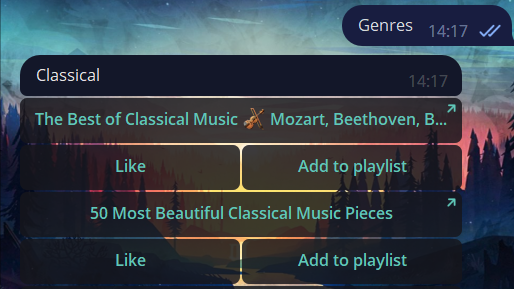 Genres 14:17
Classical 14:17
The Best of Classical Music 🎻 Mozart, Beethoven, B...
Like Add to playlist
50 Most Beautiful Classical Music Pieces
Like Add to playlist